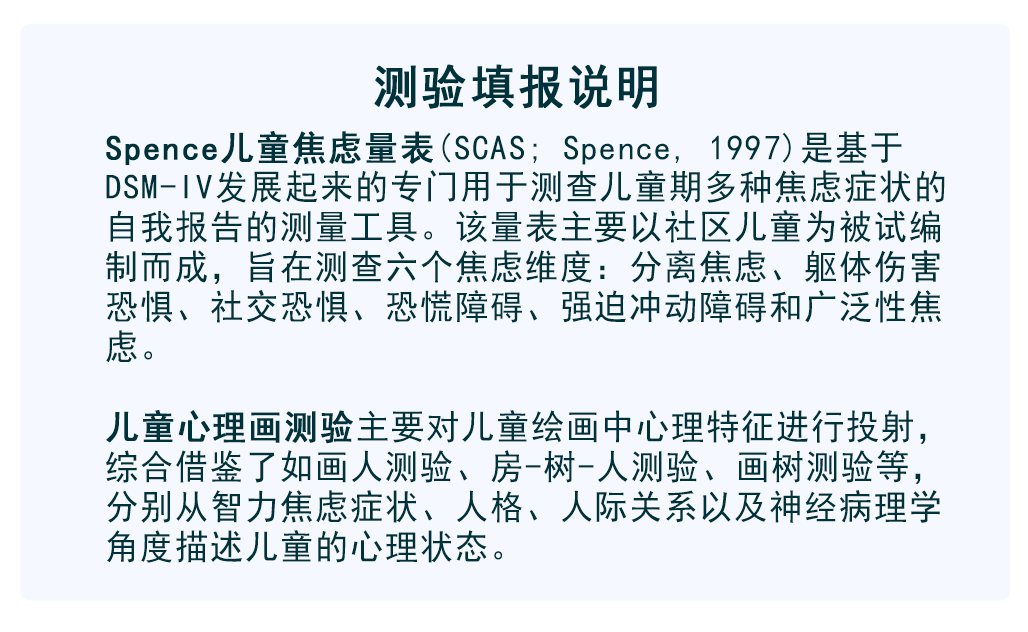 测验填报说明
Spence儿童焦虑量表(SCAS; Spence, 1997)是基于
DSM-IV发展起来的专门用于测查儿童期多种焦虑症状的
自我报告的测量工具。该量表主要以社区儿童为被试编
制而成，旨在测查六个焦虑维度：分离焦虑、躯体伤害
恐惧、社交恐惧、恐慌障碍、强迫冲动障碍和广泛性焦
虑。
儿童心理画测验主要对儿童绘画中心理特征进行投射，
综合借鉴了如画人测验、房-树-人测验、画树测验等，
分别从智力焦虑症状、人格、人际关系以及神经病理学
角度描述儿童的心理状态。